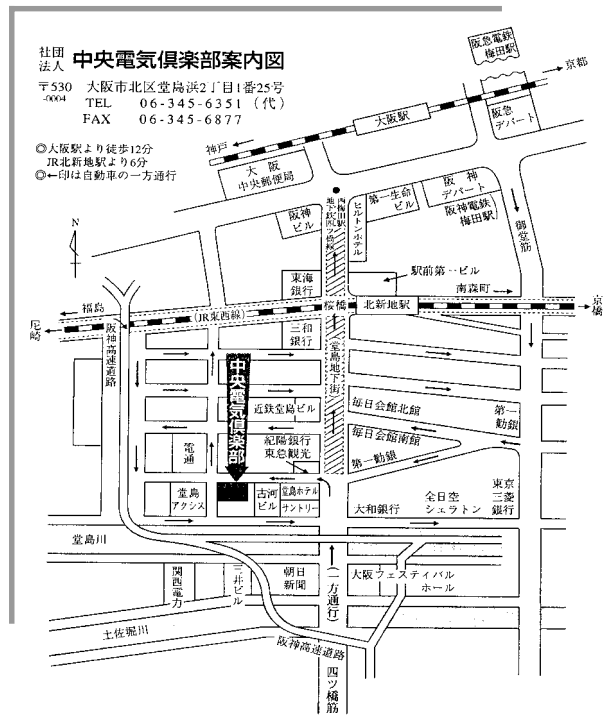 社団
法人
中央電気倶楽部案内図
〒530
-0004
大阪市北区堂島浜2丁目1番25号
TEL 06-345-6351 (代)
FAX 06-345-6877
◎大阪駅より徒歩12分
JR北新地駅より6分
◎←印は自動車の一方通行
阪急電鉄
梅田駅
京都
大阪駅
阪急
デパート
神戸
大阪
中央郵便局
阪神
ビル
西梅田駅
地下鉄四ツ橋線
ヒルトンホテル
第一生命
ビル
阪神
デパート
阪神電鉄
梅田駅
御堂筋
N
東海
銀行
駅前第一ビル
南森町
福島
尼崎
(JR東西線)
桜橋
北新地駅
京橋
阪神高速道路
三和
銀行
(堂島地下街)
中央電気倶楽部
近鉄堂島ビル
毎日会館北館
毎日会館南館
第一
勧銀
電通
紀陽銀行
東急観光
第一勧銀
堂島
アクシス
古河
ビル
堂島ホテル
サントリー
大和銀行
全日空
シェラトン
東京
三菱
銀行
堂島川
関西電力
三井ビル
朝日
新聞
(一方通行)
大阪フェスティバル
ホール
土佐堀川
阪神高速道路
四ツ橋筋